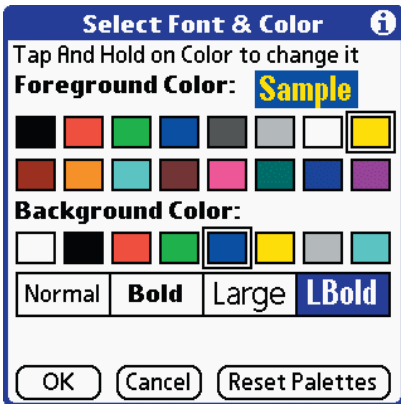 Select Font & Color i
Tap And Hold on Color to change it
Foreground Color: Sample
Background Color:
Normal Bold Large LBold
OK Cancel Reset Palettes